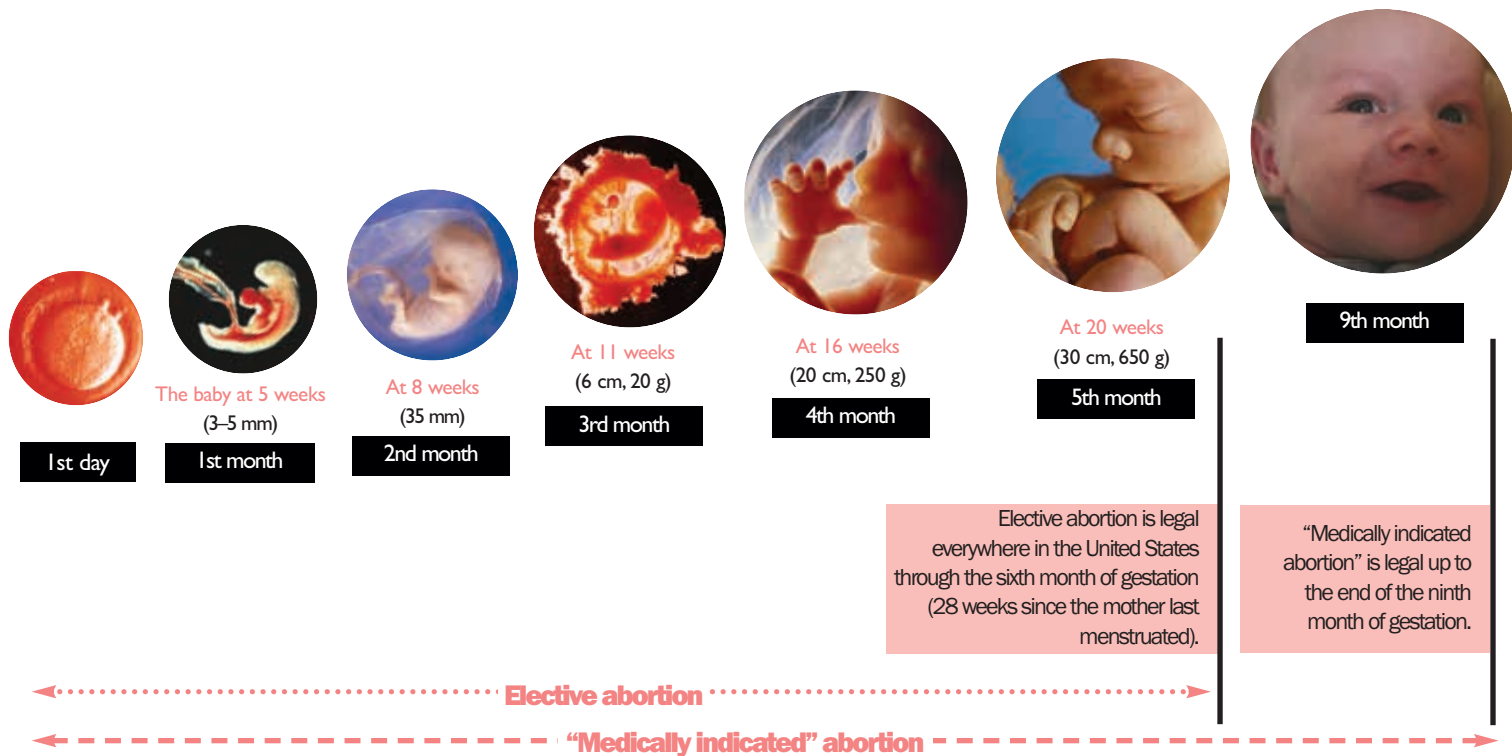 1st day
The baby at 5 weeks
(3–5 mm)
1st month
At 8 weeks
(35 mm)
2nd month
At 11 weeks
(6 cm, 20 g)
3rd month
At 16 weeks
(20 cm, 250 g)
4th month
At 20 weeks
(30 cm, 650 g)
5th month
9th month
Elective abortion is legal
everywhere in the United States
through the sixth month of gestation
(28 weeks since the mother last
menstruated).
“Medically indicated
abortion” is legal up to
the end of the ninth
month of gestation.
Elective abortion
“Medically indicated” abortion